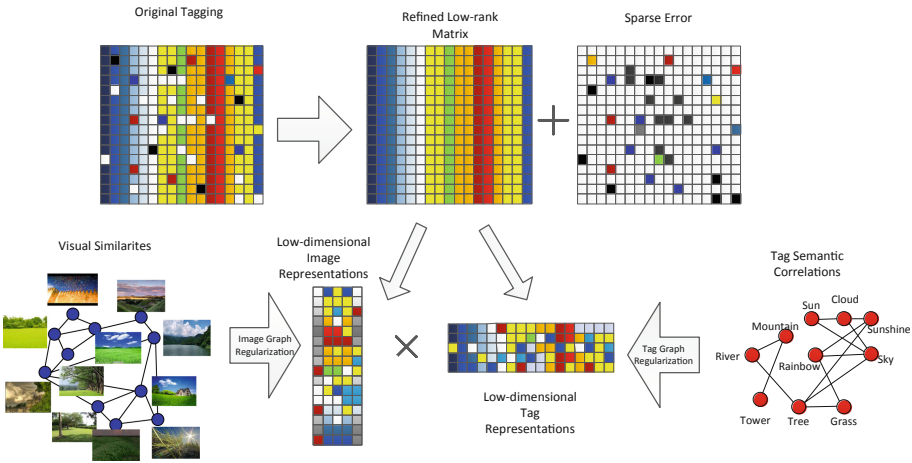 Original Tagging
Refined Low-rank
Matrix
Sparse Error
Visual Similarites
Low-dimensional
Image
Representations
Image Graph
Regularization
Low-dimensional
Tag
Representations
Tag Graph
Regularization
Tag Semantic
Correlations
Sun
Cloud
Sunshine
Mountain
River
Rainbow
Sky
Tower
Tree
Grass